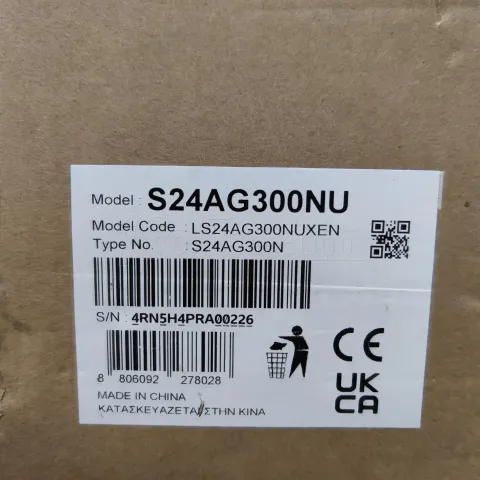 Model : S24AG300NU
Model Code : LS24AG300NUXEN
Type No. : S24AG300N
S/N : 4RN5H4PRA00226
8 806092 278028
MADE IN CHINA
ΚΑΤΑΣΚΕΥΑΖΕΤΑΙ ΣΤΗΝ ΚΙΝΑ
CE
UK
CA